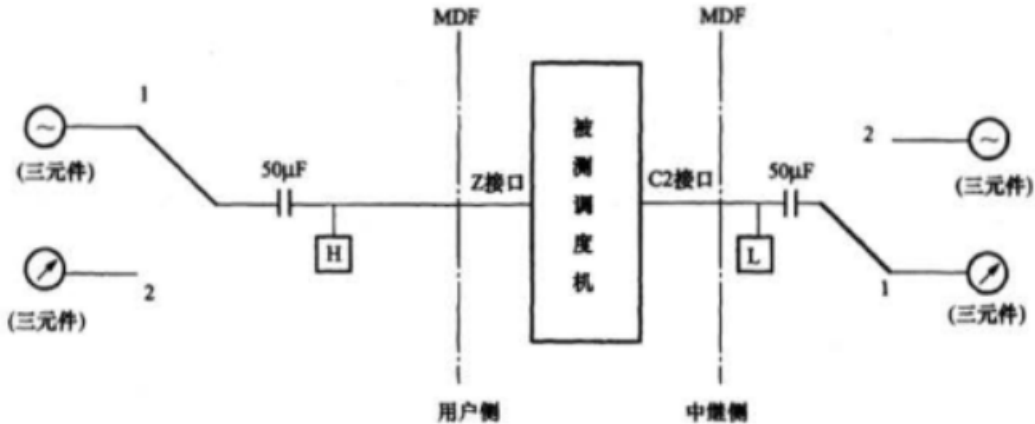 MDF
MDF
1
2
(三元件)
50μF
Z接口
被测调度机
C2接口
50μF
(三元件)
H
L
2
1
(三元件)
(三元件)
用户侧
中继侧